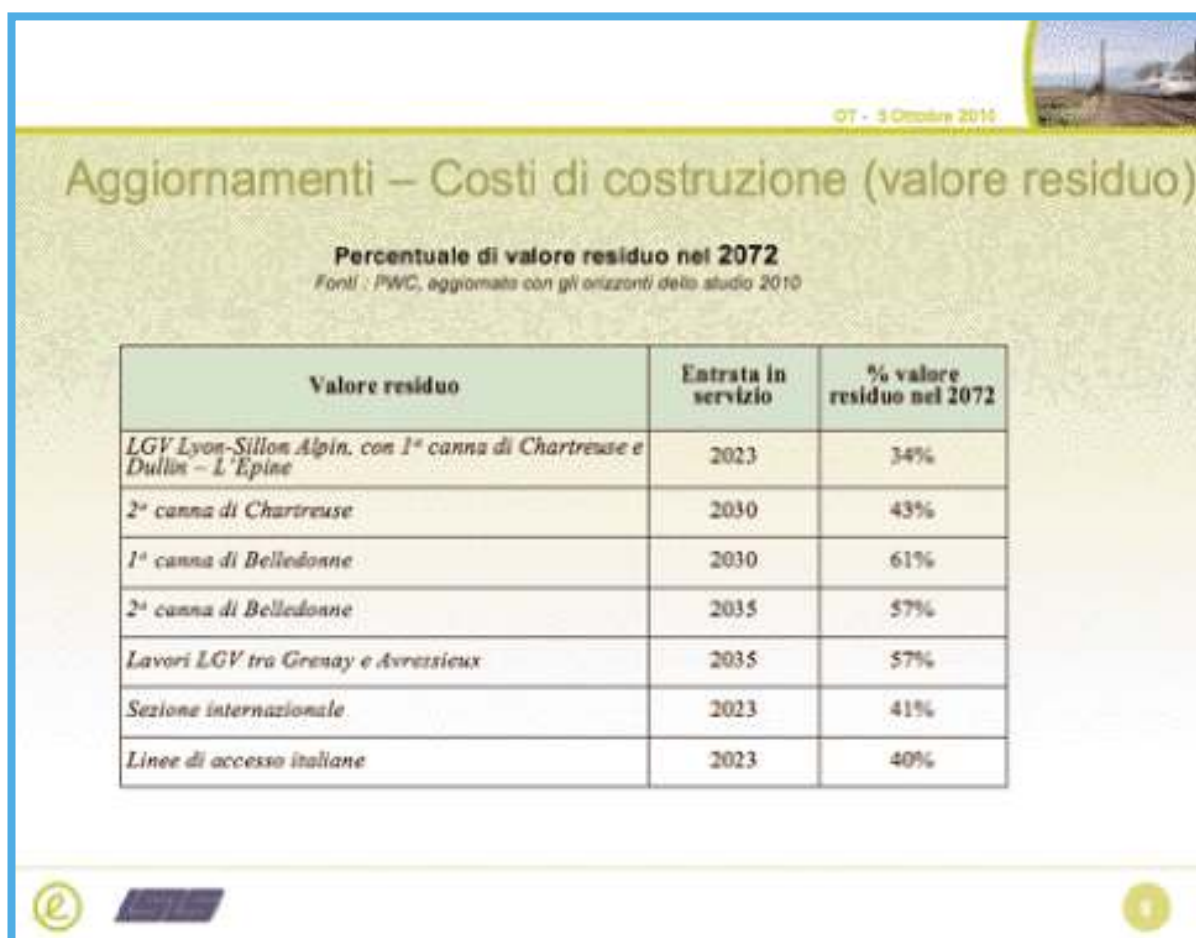 OT - 5 Ottobre 2010
Aggiornamenti – Costi di costruzione (valore residuo)
Percentuale di valore residuo nel 2072
Fonti : PWC, aggiornato con gli orizzonti dello studio 2010
Valore residuo
Entrata in servizio
% valore residuo nel 2072
LGV Lyon-Sillon Alpin, con 1ª canna di Chartreuse e
Dullin – L'Epine
2023
34%
2ª canna di Chartreuse
2030
43%
1ª canna di Belledonne
2030
61%
2ª canna di Belledonne
2035
57%
Lavori LGV tra Grenay e Avressieux
2035
57%
Sezione internazionale
2023
41%
Linee di accesso italiane
2023
40%